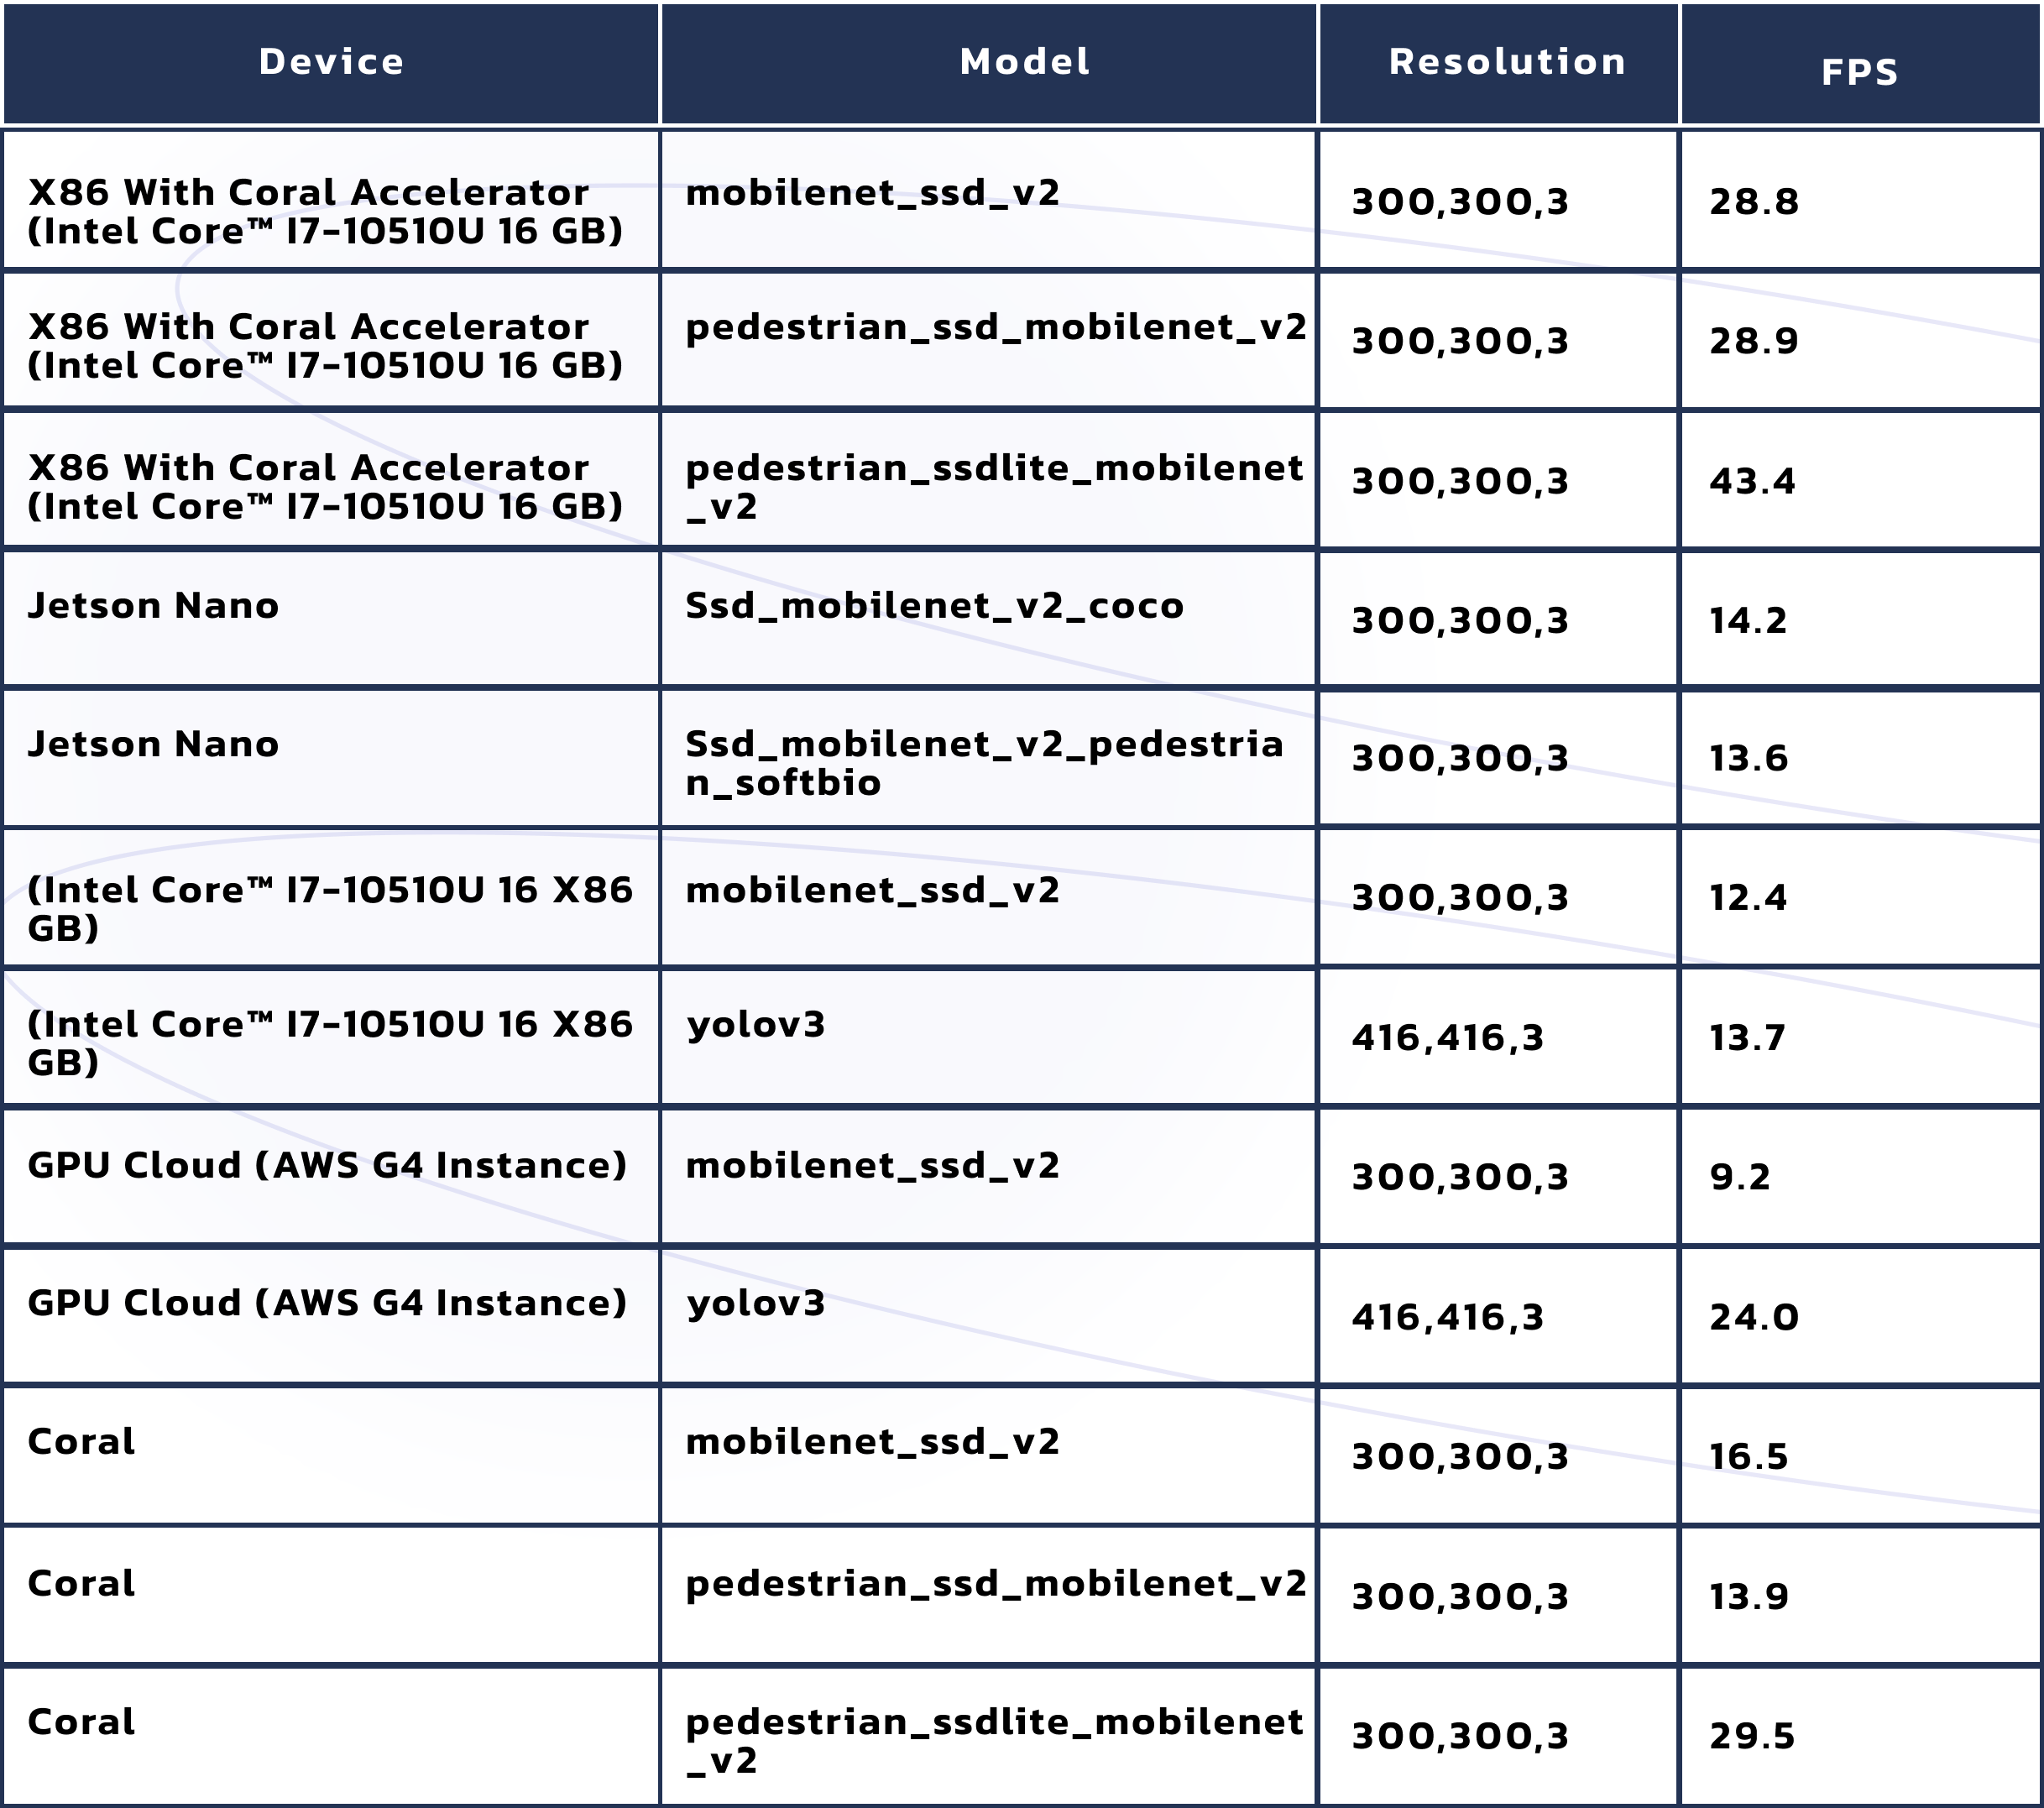 Device Model Resolution FPS
X86 With Coral Accelerator mobilenet_ssd_v2 300,300,3 28.8
(Intel Core™ I7-10510U 16 GB)
X86 With Coral Accelerator pedestrian_ssd_mobilenet_v2 300,300,3 28.9
(Intel Core™ I7-10510U 16 GB)
X86 With Coral Accelerator pedestrian_ssdlite_mobilenet 300,300,3 43.4
(Intel Core™ I7-10510U 16 GB) _v2
Jetson Nano Ssd_mobilenet_v2_coco 300,300,3 14.2
Jetson Nano Ssd_mobilenet_v2_pedestria 300,300,3 13.6
n_softbio
(Intel Core™ I7-10510U 16 X86 mobilenet_ssd_v2 300,300,3 12.4
GB)
(Intel Core™ I7-10510U 16 X86 yolov3 416,416,3 13.7
GB)
GPU Cloud (AWS G4 Instance) mobilenet_ssd_v2 300,300,3 9.2
GPU Cloud (AWS G4 Instance) yolov3 416,416,3 24.0
Coral mobilenet_ssd_v2 300,300,3 16.5
Coral pedestrian_ssd_mobilenet_v2 300,300,3 13.9
Coral pedestrian_ssdlite_mobilenet 300,300,3 29.5
_v2